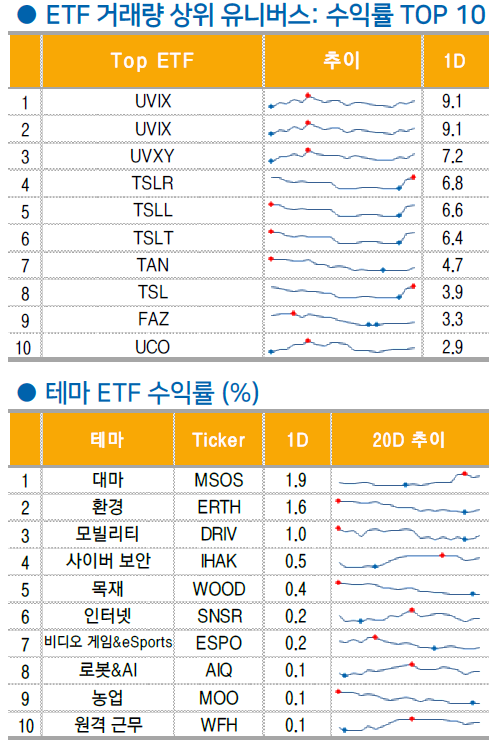 ● ETF 거래량 상위 유니버스: 수익률 TOP 10
Top ETF 추이 1D
1 UVIX 9.1
2 UVIX 9.1
3 UVXY 7.2
4 TSLR 6.8
5 TSLL 6.6
6 TSLT 6.4
7 TAN 4.7
8 TSL 3.9
9 FAZ 3.3
10 UCO 2.9
● 테마 ETF 수익률 (%)
테마 Ticker 1D 20D 추이
1 대마 MSOS 1.9
2 환경 ERTH 1.6
3 모빌리티 DRIV 1.0
4 사이버 보안 IHAK 0.5
5 목재 WOOD 0.4
6 인터넷 SNSR 0.2
7 비디오 게임&eSports ESPO 0.2
8 로봇&AI AIQ 0.1
9 농업 MOO 0.1
10 원격 근무 WFH 0.1